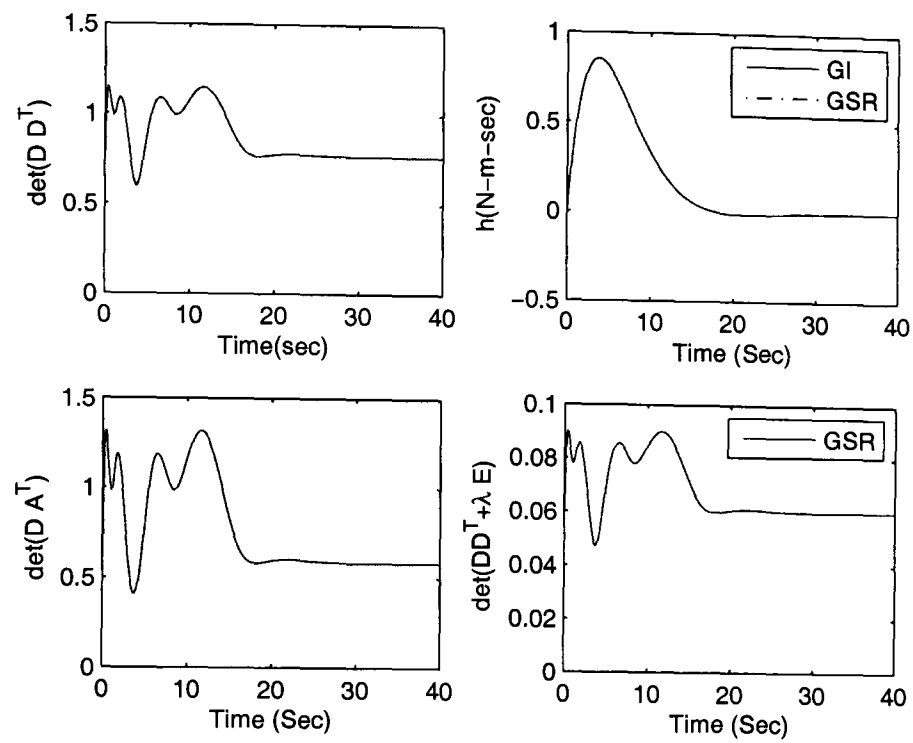 det(D D^T)
1.5
1
0.5
0
0 10 20 30 40
Time(sec)
h(N-m-sec)
1
0.5
0
-0.5
GI
GSR
0 10 20 30 40
Time (Sec)
det(D A^T)
1.5
1
0.5
0
0 10 20 30 40
Time (Sec)
det(DD^T+λ E)
0.1
0.08
0.06
0.04
0.02
0
GSR
0 10 20 30 40
Time (Sec)